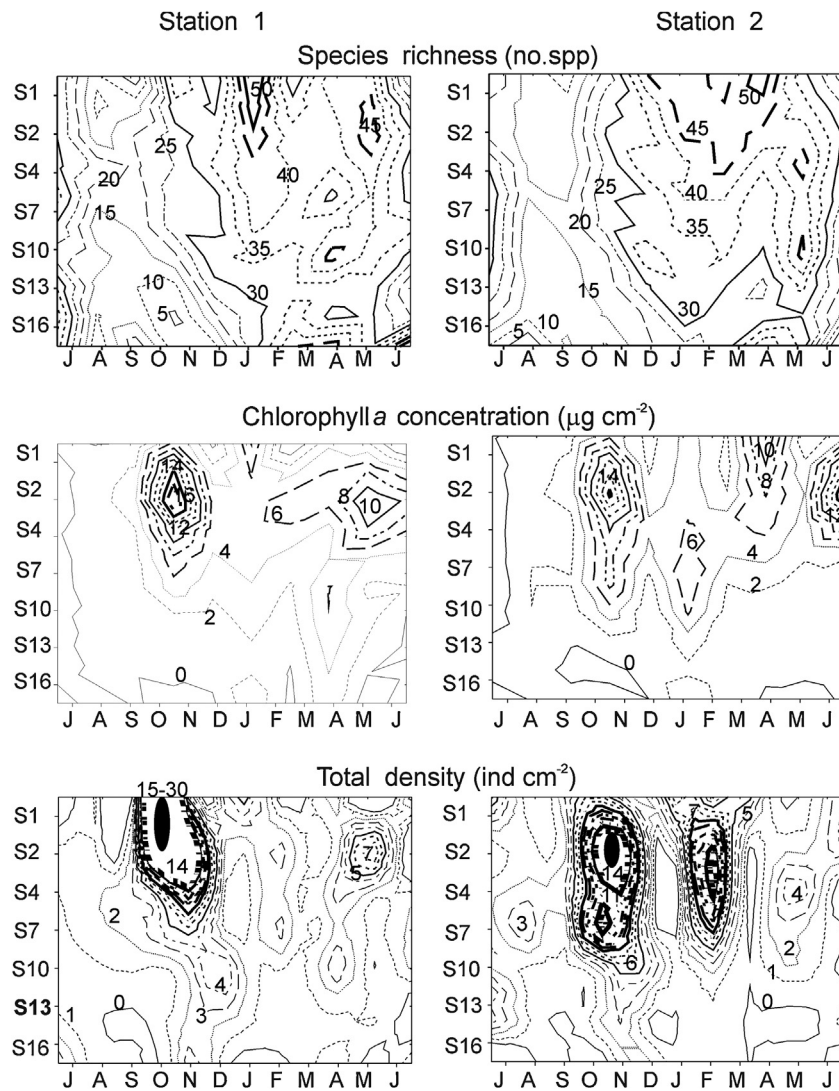 Station 1 Station 2
Species richness (no.spp)
S1
S2
S4
S7
S10
S13
S16
50
45
25
20
40
15
35
10
30
5
J A S O N D J F M A M J
S1
S2
S4
S7
S10
S13
S16
50
45
25
40
20
35
15
30
10
5
J A S O N D J F M A M J
Chlorophyll a concentration (µg cm-2)
S1
S2
S4
S7
S10
S13
S16
14
12
8
10
6
4
2
0
J A S O N D J F M A M J
S1
S2
S4
S7
S10
S13
S16
10
14
8
6
4
2
0
J A S O N D J F M A M J
Total density (ind cm-2)
15-30
S1
S2
S4
S7
S10
S13
S16
14
7
5
2
4
0
1
3
J A S O N D J F M A M J
S1
S2
S4
S7
S10
S13
S16
7
5
14
4
3
2
6
1
0
J A S O N D J F M A M J